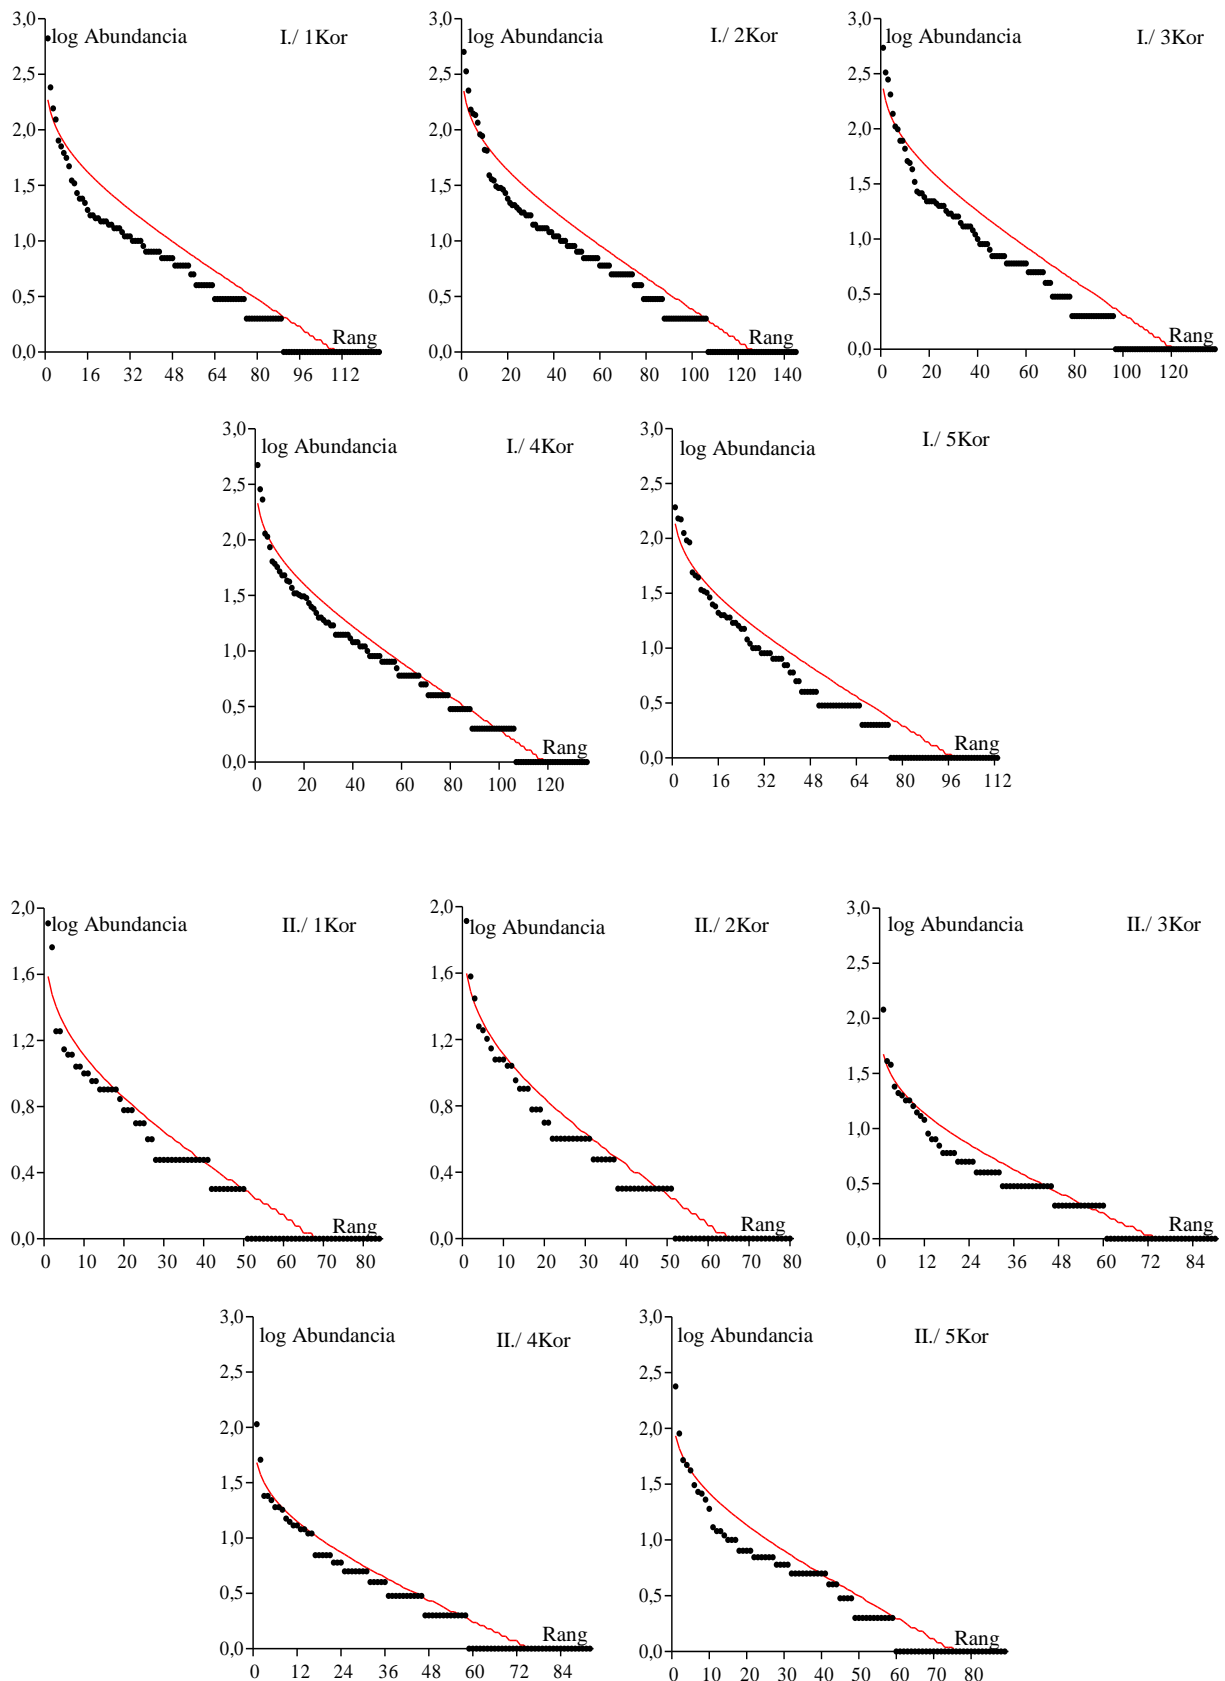 3,0
log Abundancia I./ 1Kor
2,5
2,0
1,5
1,0
0,5
Rang
0,0
0 16 32 48 64 80 96 112
3,0
log Abundancia I./ 2Kor
2,5
2,0
1,5
1,0
0,5
Rang
0,0
0 20 40 60 80 100 120 140
3,0
log Abundancia I./ 3Kor
2,5
2,0
1,5
1,0
0,5
Rang
0,0
0 20 40 60 80 100 120
3,0
log Abundancia I./ 4Kor
2,5
2,0
1,5
1,0
0,5
Rang
0,0
0 20 40 60 80 100 120
3,0
log Abundancia I./ 5Kor
2,5
2,0
1,5
1,0
0,5
Rang
0,0
0 16 32 48 64 80 96 112
2,0
log Abundancia II./ 1Kor
1,6
1,2
0,8
0,4
Rang
0,0
0 10 20 30 40 50 60 70 80
2,0
log Abundancia II./ 2Kor
1,6
1,2
0,8
0,4
Rang
0,0
0 10 20 30 40 50 60 70 80
3,0
log Abundancia II./ 3Kor
2,5
2,0
1,5
1,0
0,5
Rang
0,0
0 12 24 36 48 60 72 84
3,0
log Abundancia II./ 4Kor
2,5
2,0
1,5
1,0
0,5
Rang
0,0
0 12 24 36 48 60 72 84
3,0
log Abundancia II./ 5Kor
2,5
2,0
1,5
1,0
0,5
Rang
0,0
0 10 20 30 40 50 60 70 80